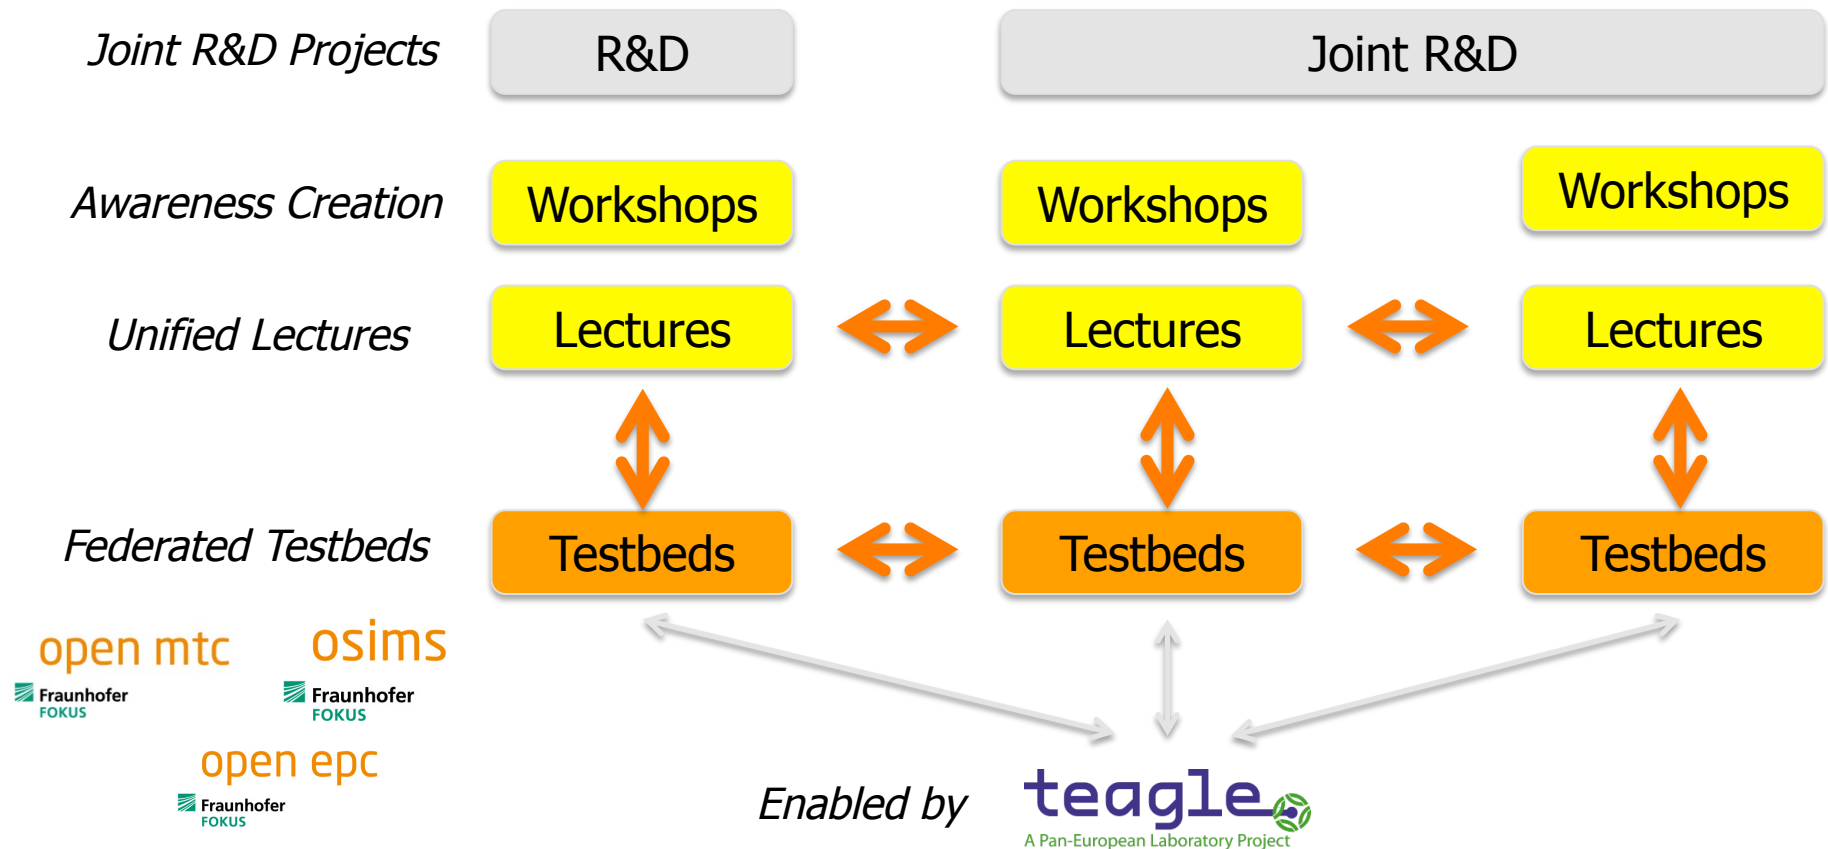 Joint R&D Projects
R&D
Joint R&D
Awareness Creation
Workshops
Workshops
Workshops
Unified Lectures
Lectures
Lectures
Lectures
Federated Testbeds
Testbeds
Testbeds
Testbeds
open mtc
Fraunhofer
FOKUS
osims
Fraunhofer
FOKUS
open epc
Fraunhofer
FOKUS
Enabled by
teagle
A Pan-European Laboratory Project